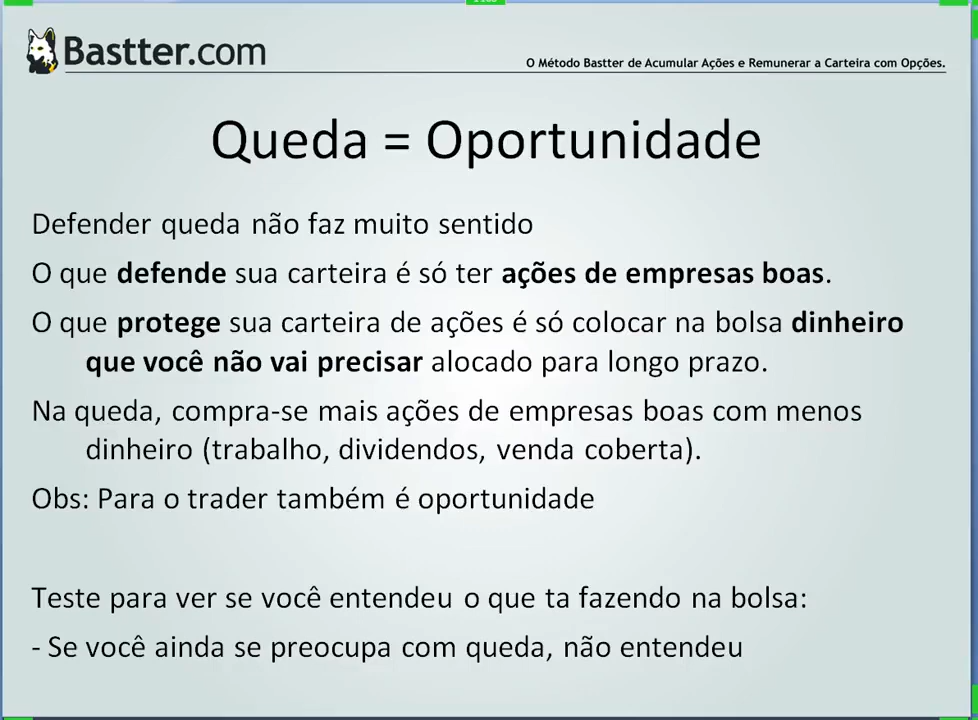 Bastter.com
O Método Bastter de Acumular Ações e Remunerar a Carteira com Opções.
Queda = Oportunidade
Defender queda não faz muito sentido
O que defende sua carteira é só ter ações de empresas boas.
O que protege sua carteira de ações é só colocar na bolsa dinheiro
que você não vai precisar alocado para longo prazo.
Na queda, compra-se mais ações de empresas boas com menos
dinheiro (trabalho, dividendos, venda coberta).
Obs: Para o trader também é oportunidade
Teste para ver se você entendeu o que ta fazendo na bolsa:
- Se você ainda se preocupa com queda, não entendeu